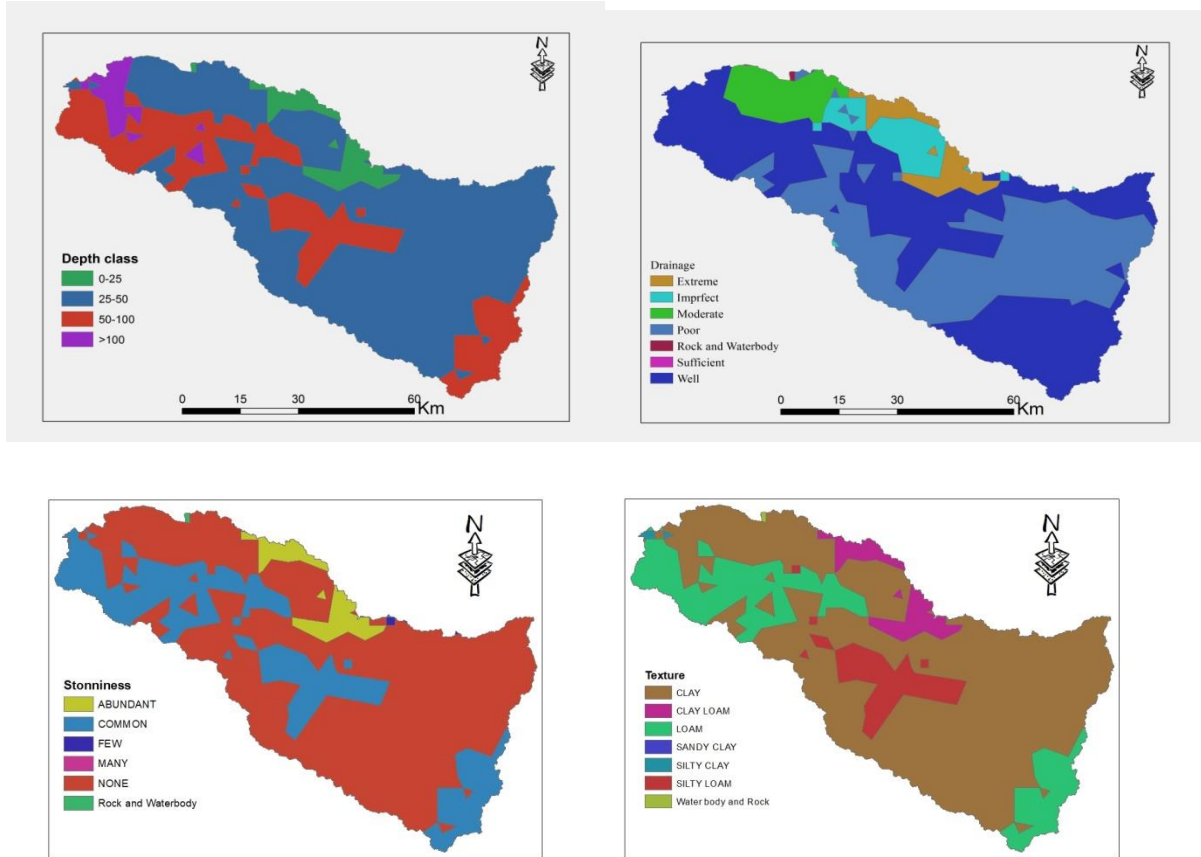 N
Depth class
0-25
25-50
50-100
>100
0 15 30 60 Km
N
Drainage
Extreme
Imprfect
Moderate
Poor
Rock and Waterbody
Sufficient
Well
0 15 30 60 Km
N
Stonniness
ABUNDANT
COMMON
FEW
MANY
NONE
Rock and Waterbody
N
Texture
CLAY
CLAY LOAM
LOAM
SANDY CLAY
SILTY CLAY
SILTY LOAM
Water body and Rock